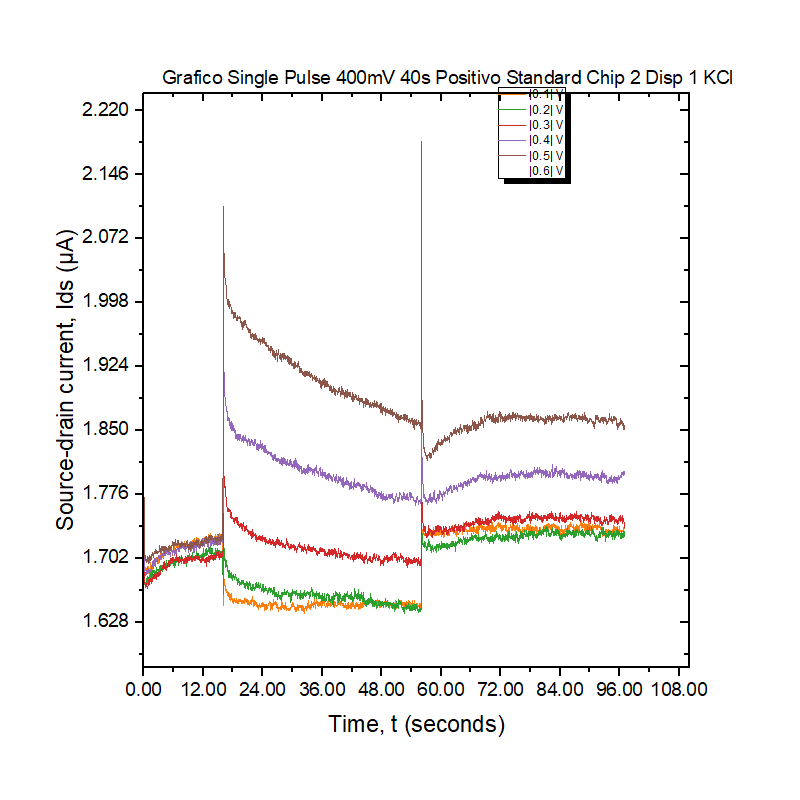 Grafico Single Pulse 400mV 40s Positivo Standard Chip 2 Disp 1 KCl
|0.1| V
|0.2| V
|0.3| V
|0.4| V
|0.5| V
|0.6| V
2.220
2.146
2.072
1.998
1.924
1.850
1.776
1.702
1.628
Source-drain current, Ids (µA)
0.00 12.00 24.00 36.00 48.00 60.00 72.00 84.00 96.00 108.00
Time, t (seconds)